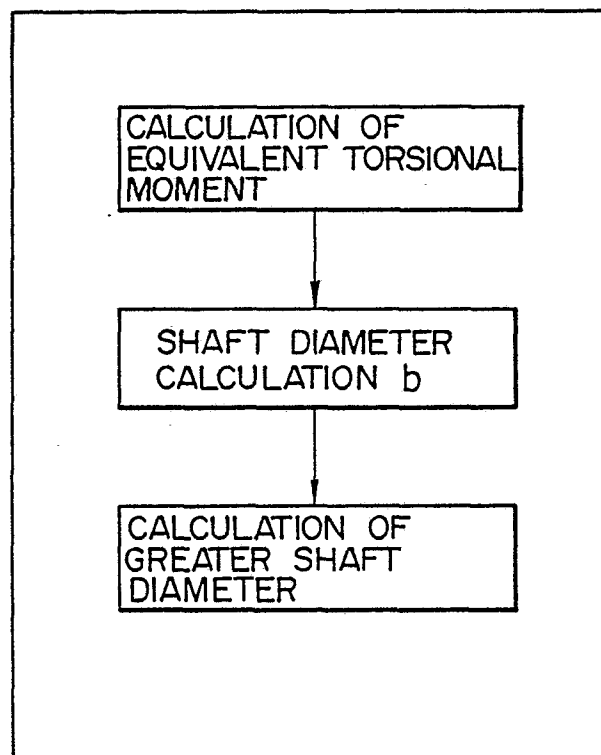 CALCULATION OF
EQUIVALENT TORSIONAL
MOMENT
SHAFT DIAMETER
CALCULATION b
CALCULATION OF
GREATER SHAFT
DIAMETER